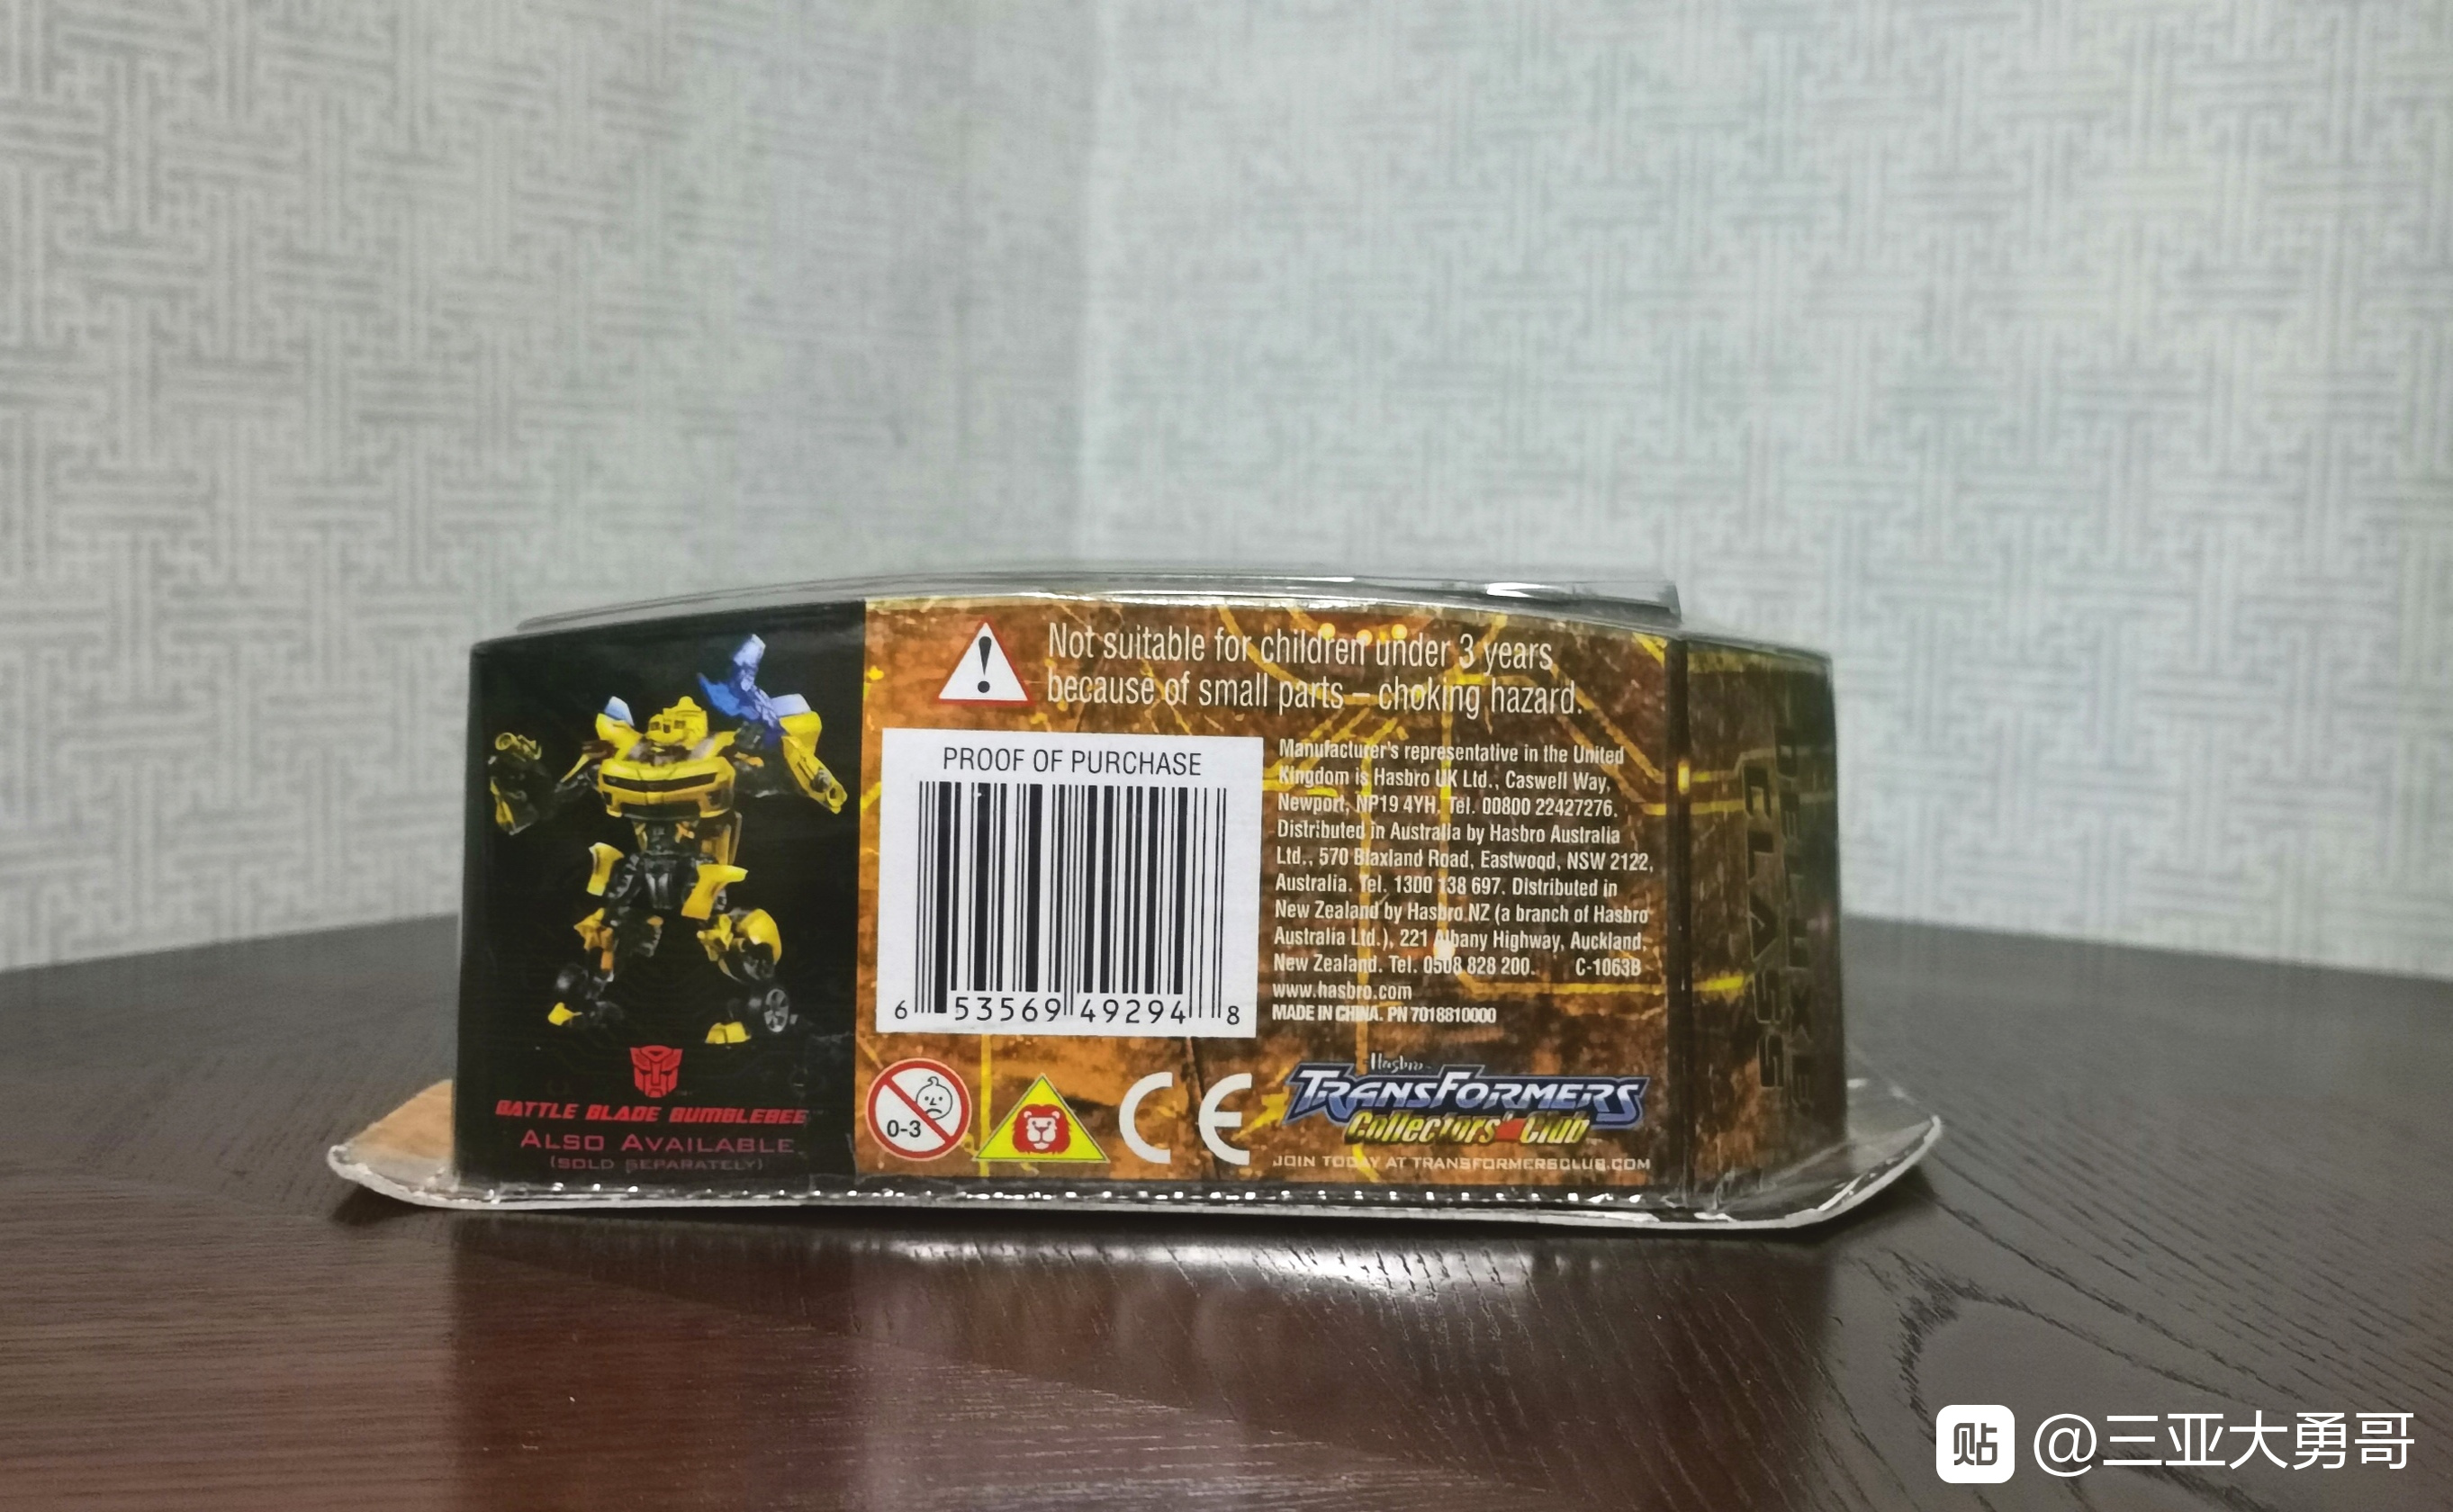 Not suitable for children under 3 years
because of small parts – choking hazard.
PROOF OF PURCHASE
6 53569 49294 8
Manufacturer's representative in the United
Kingdom is Hasbro UK Ltd., Caswell Way,
Newport, NP19 4YH. Tel. 00800 22427276.
Distributed in Australia by Hasbro Australia
Ltd., 570 Blaxland Road, Eastwood, NSW 2122,
Australia. Tel. 1300 138 697. Distributed in
New Zealand by Hasbro NZ (a branch of Hasbro
Australia Ltd.), 221 Albany Highway, Auckland,
New Zealand. Tel. 0508 828 200. C-1063B
www.hasbro.com
MADE IN CHINA. PN 7018810000
BATTLE BLADE BUMBLEBEE
ALSO AVAILABLE
(SOLD SEPARATELY)
0-3
CE
Hasbro
TRANSFORMERS
Collectors' Club
JOIN TODAY AT TRANSFORMERSCLUB.COM
DELUXE
CLASS
贴 @三亚大勇哥